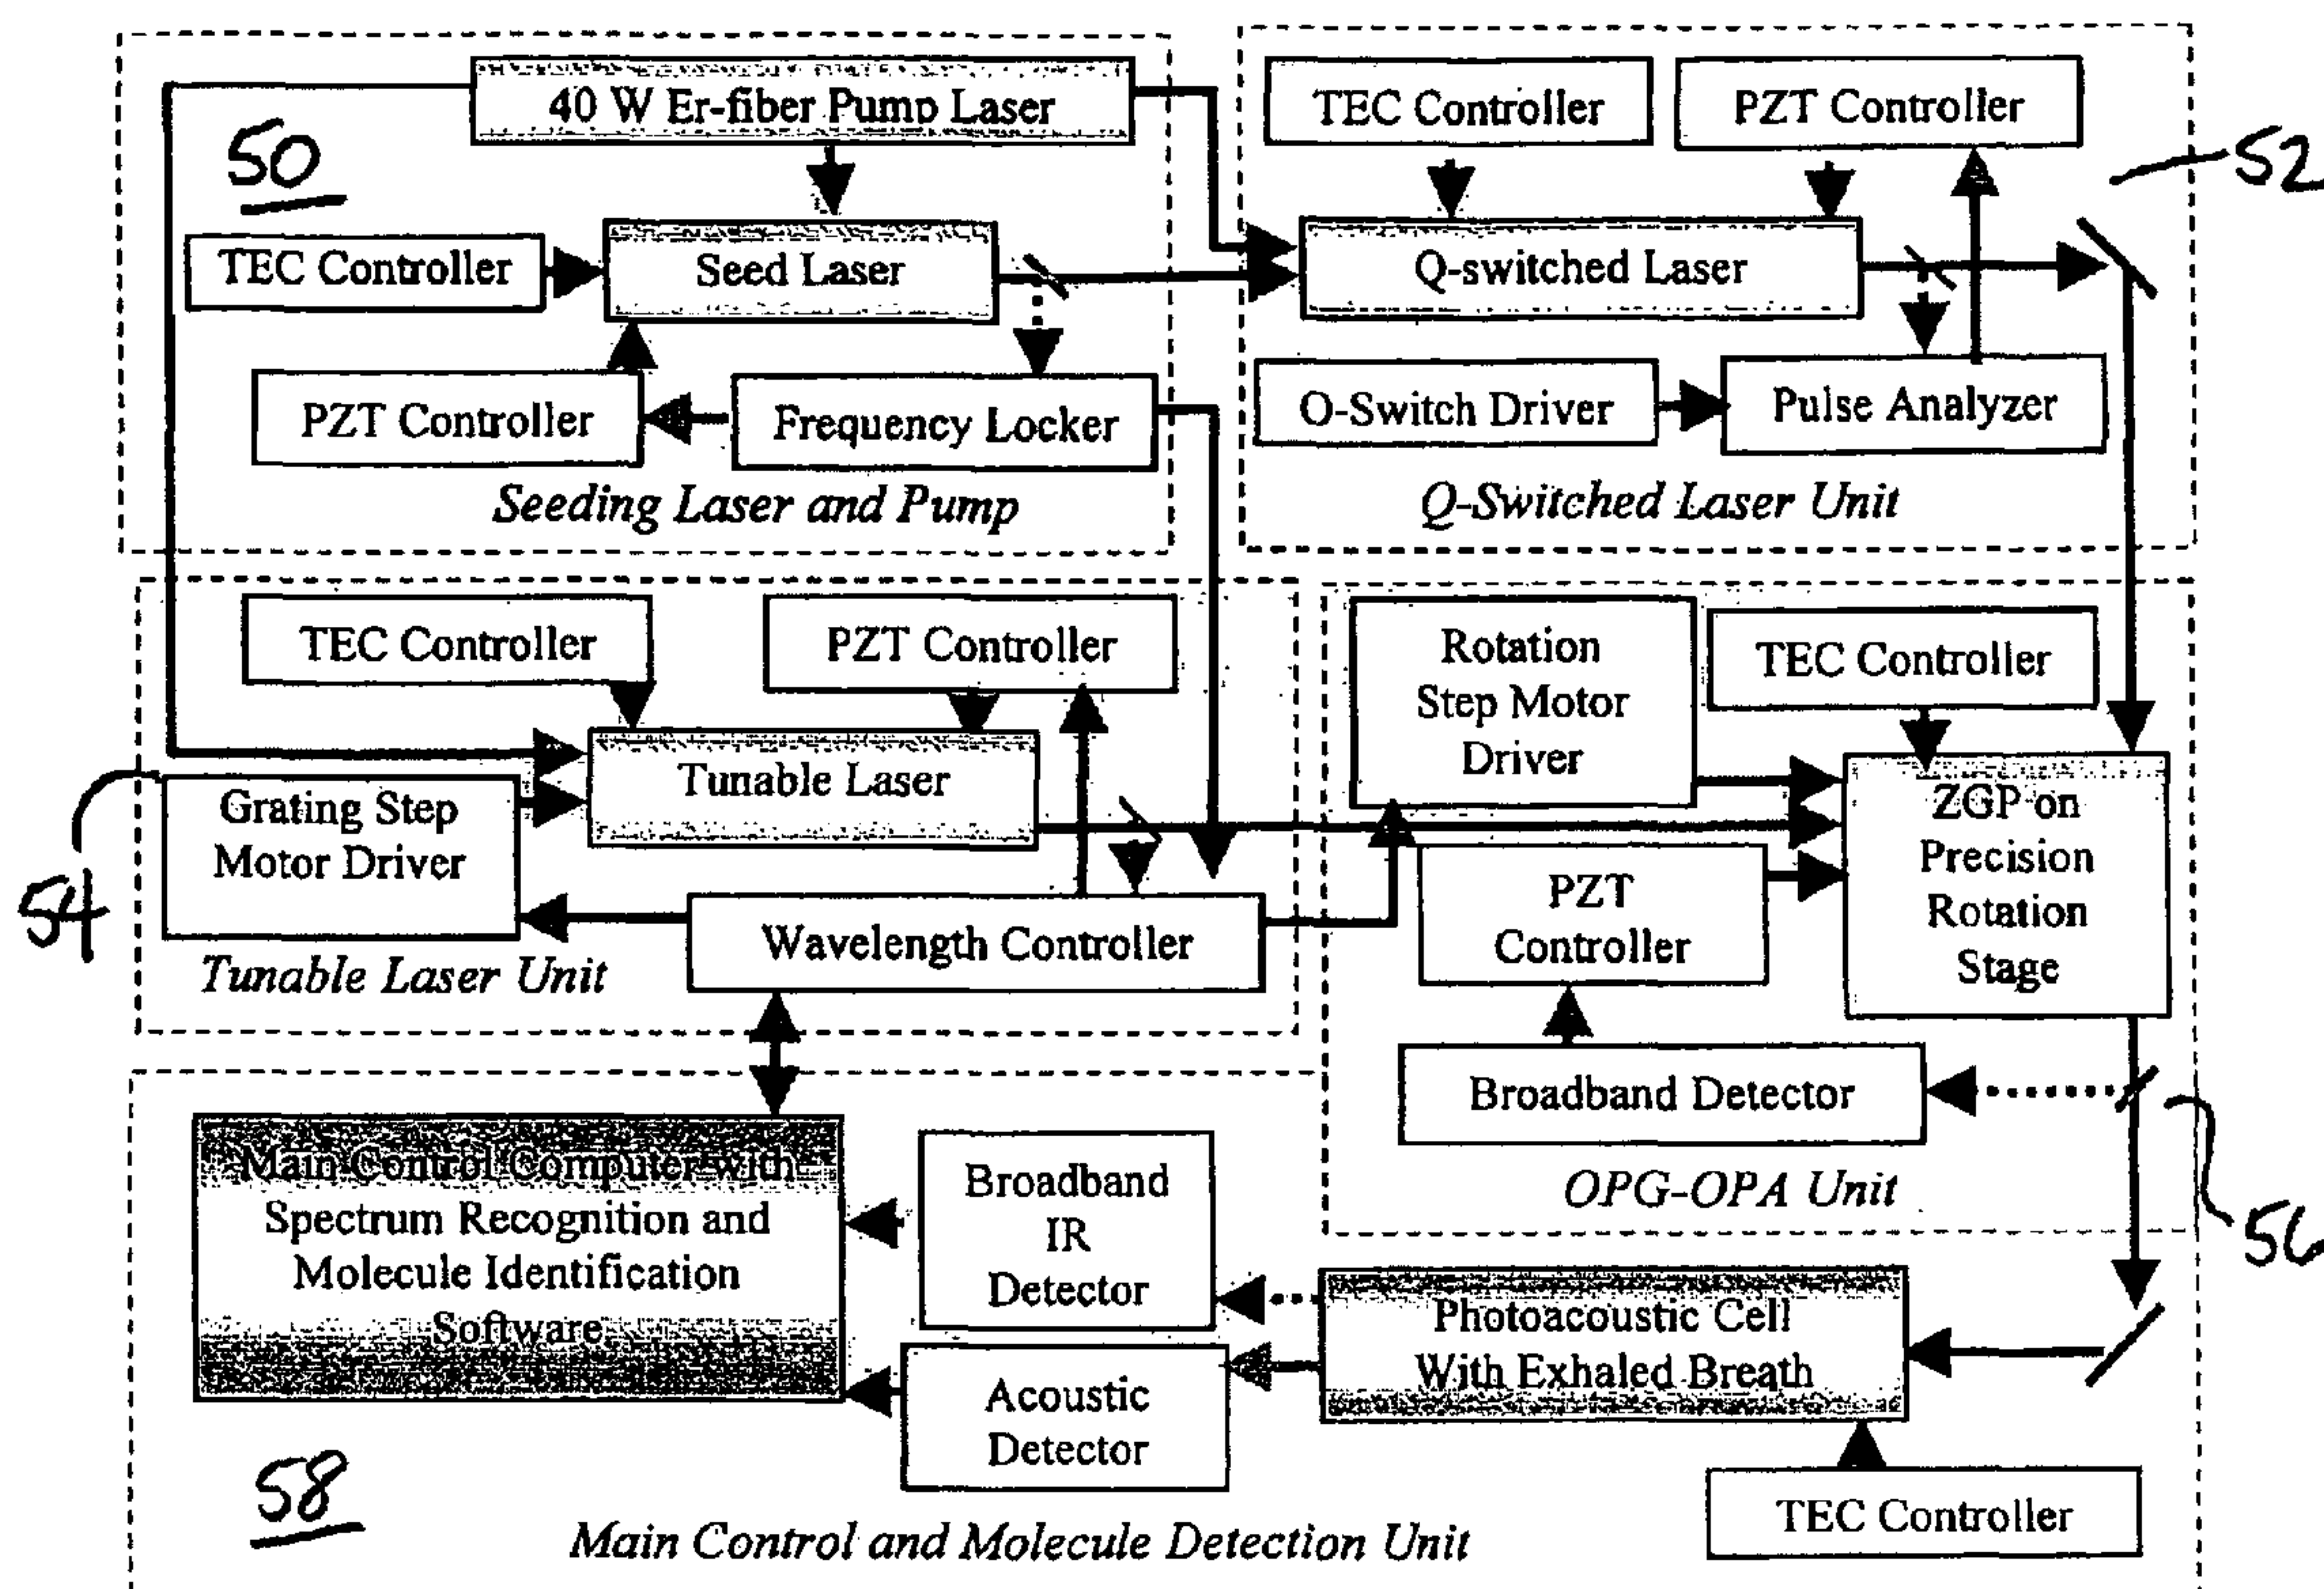 40 W Er-fiber Pump Laser
50
TEC Controller
Seed Laser
PZT Controller
Frequency Locker
Seeding Laser and Pump
TEC Controller
PZT Controller
52
Q-switched Laser
O-Switch Driver
Pulse Analyzer
Q-Switched Laser Unit
TEC Controller
PZT Controller
Tunable Laser
Grating Step
Motor Driver
54
Wavelength Controller
Tunable Laser Unit
Rotation
Step Motor
Driver
TEC Controller
ZGP on
Precision
Rotation
Stage
PZT
Controller
Broadband Detector
OPG-OPA Unit
56
Main Control Computer with
Spectrum Recognition and
Molecule Identification
Software
Broadband
IR
Detector
Acoustic
Detector
Photoacoustic Cell
With Exhaled Breath
TEC Controller
58
Main Control and Molecule Detection Unit